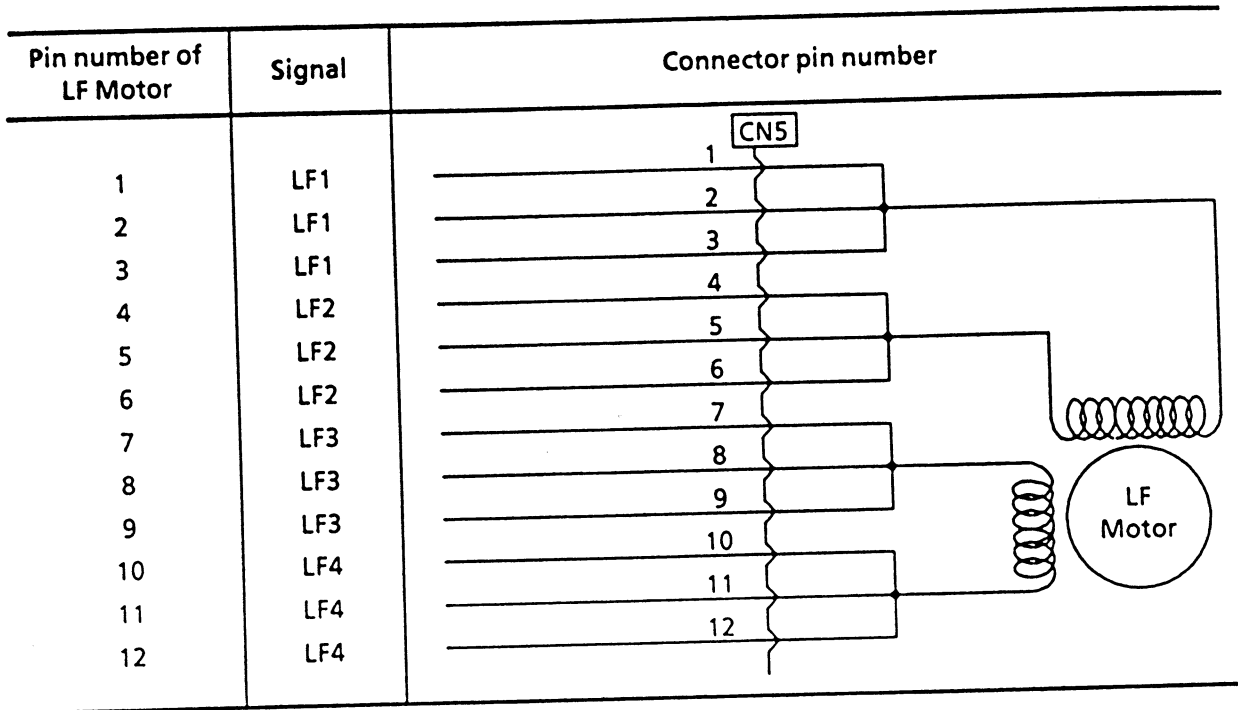 Pin number of LF Motor Signal Connector pin number
CN5
1 LF1 1
2 LF1 2
3 LF1 3
4 LF2 4
5 LF2 5
6 LF2 6
7 LF3 7
8 LF3 8
9 LF3 9
10 LF4 10
11 LF4 11
12 LF4 12
LF
Motor